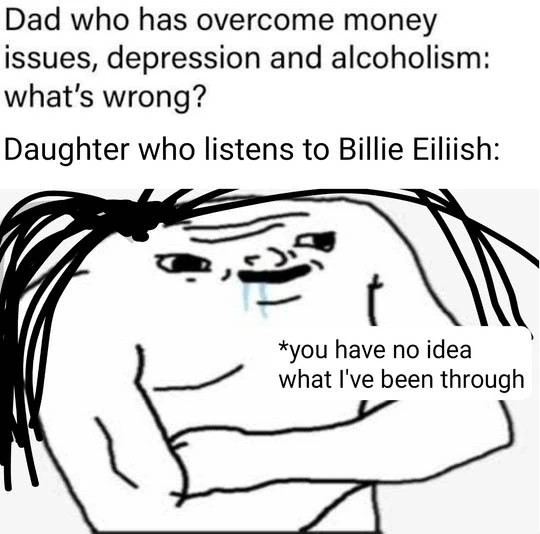 Dad who has overcome money
issues, depression and alcoholism:
what's wrong?
Daughter who listens to Billie Eiliish:
*you have no idea
what I've been through